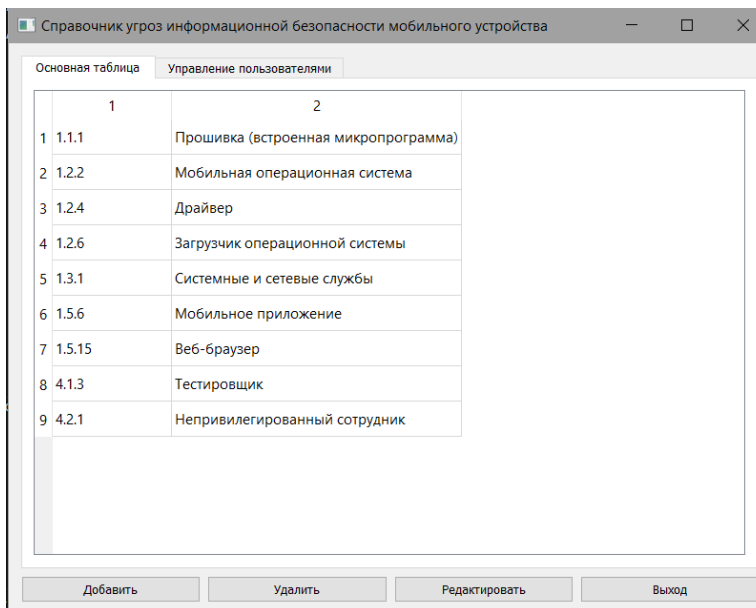 Справочник угроз информационной безопасности мобильного устройства
Основная таблица Управление пользователями
1 2
1 1.1.1 Прошивка (встроенная микропрограмма)
2 1.2.2 Мобильная операционная система
3 1.2.4 Драйвер
4 1.2.6 Загрузчик операционной системы
5 1.3.1 Системные и сетевые службы
6 1.5.6 Мобильное приложение
7 1.5.15 Веб-браузер
8 4.1.3 Тестировщик
9 4.2.1 Непривилегированный сотрудник
Добавить Удалить Редактировать Выход